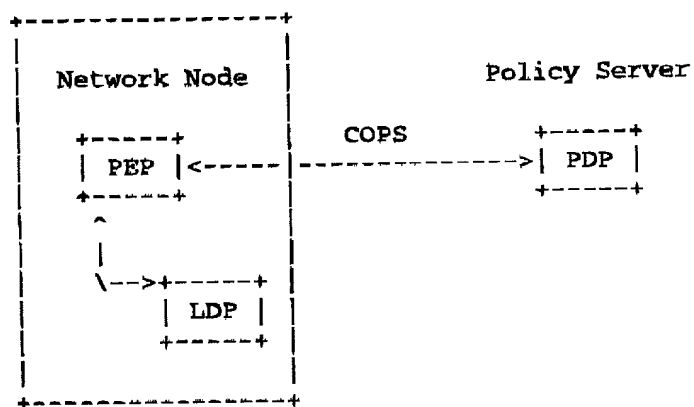 Network Node
Policy Server
COPS
PEP
PDP
LDP